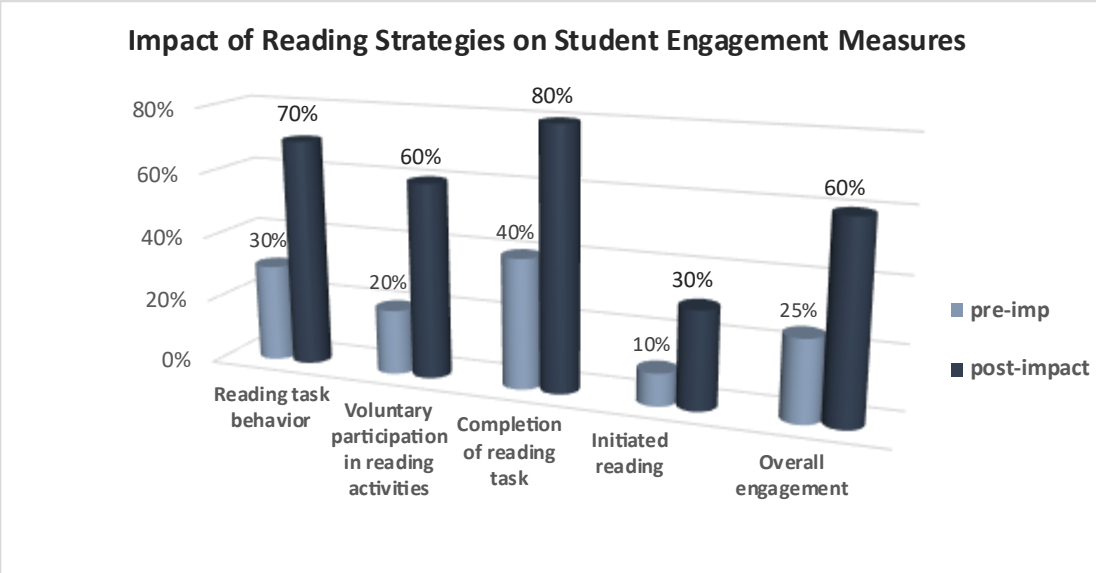 Impact of Reading Strategies on Student Engagement Measures
80%
60%
40%
20%
0%
30%
70%
20%
60%
40%
80%
10%
30%
25%
60%
Reading task
behavior
Voluntary
participation
in reading
activities
Completion
of reading
task
Initiated
reading
Overall
engagement
pre-imp
post-impact